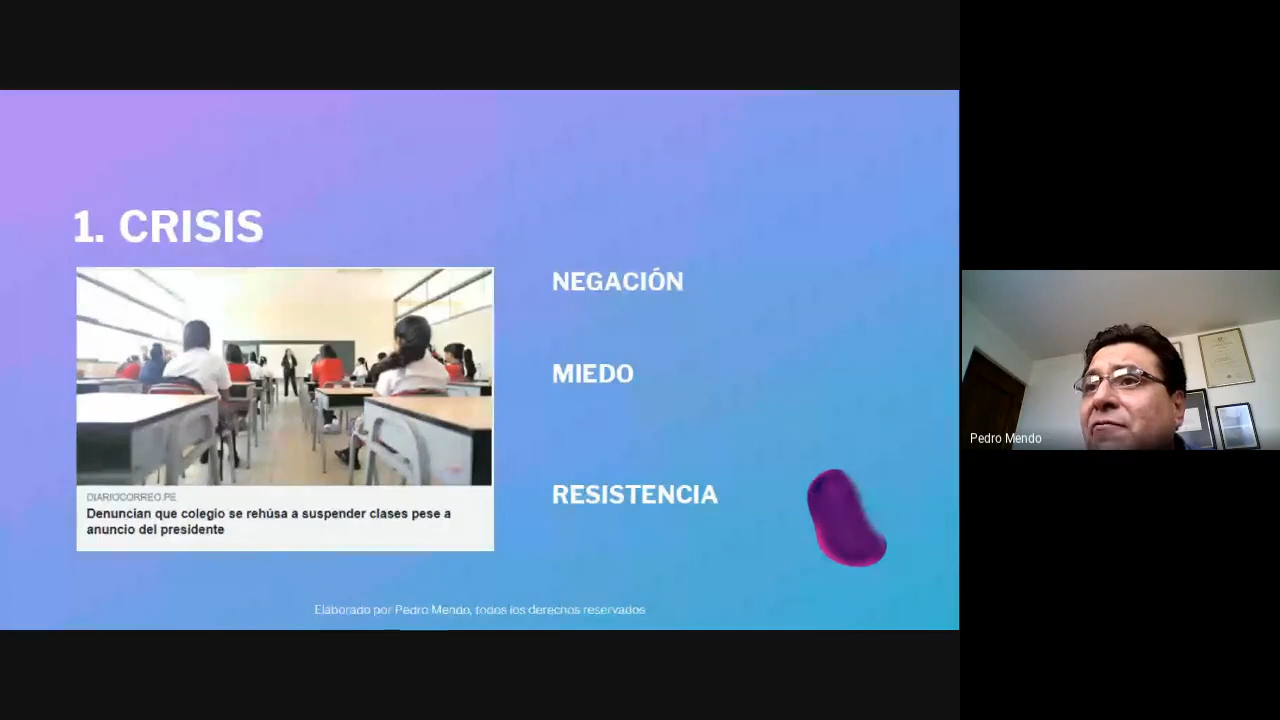 1. CRISIS
NEGACIÓN
MIEDO
RESISTENCIA
DIARIOCORREO.PE
Denuncian que colegio se rehúsa a suspender clases pese a
anuncio del presidente
Elaborado por Pedro Mendo, todos los derechos reservados
Pedro Mendo